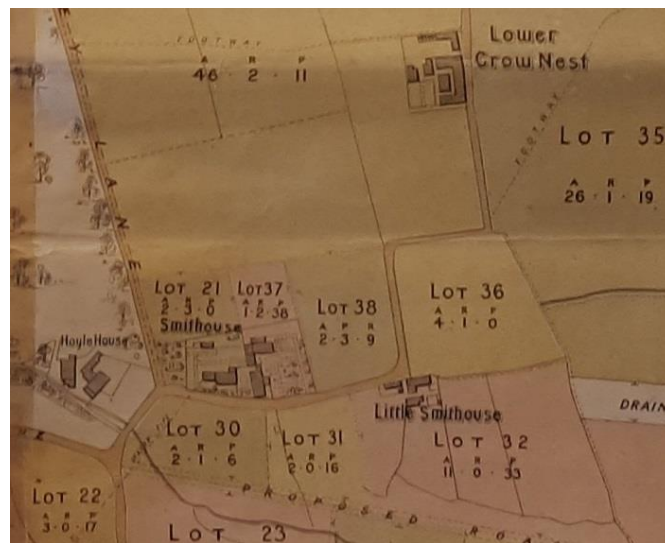 EY LANE
FOOTWAY
A R P
46 · 2 · 11
Lower
Crow Nest
FOOTWAY
LOT 35
A R P
26 · 1 · 19
LOT 21
A R P
2 · 3 · 0
Smithouse
LOT 37
A R P
1 · 2 · 38
LOT 38
A P R
2 · 3 · 9
LOT 36
A R P
4 · 1 · 0
Hoyle House
Little Smithouse
DRAIN
LOT 30
A R P
2 · 1 · 6
LOT 31
A R P
2 · 0 · 16
LOT 32
A R P
11 · 0 · 33
LOT 22
A R P
3 · 0 · 17
LOT 23
PROPOSED ROA